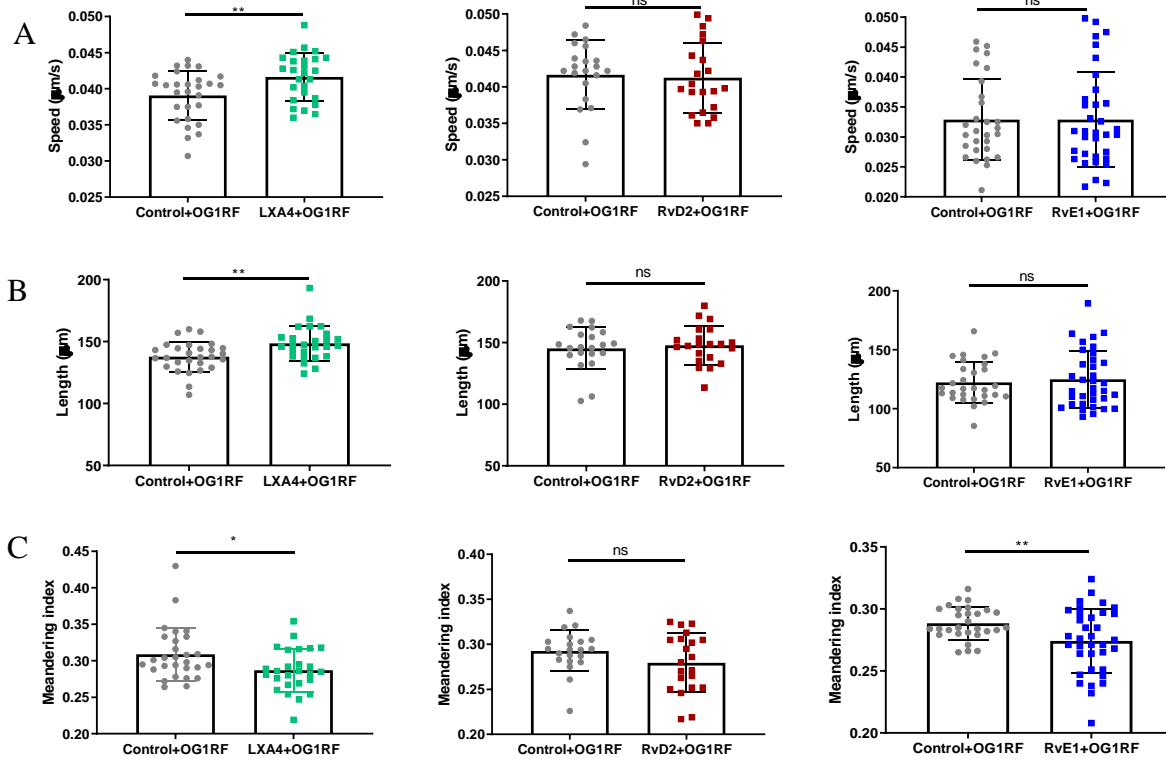 A
Speed (μm/s)
0.050
0.045
0.040
0.035
0.030
0.025
**
Control+OG1RF
LXA4+OG1RF
Speed (μm/s)
0.050
0.045
0.040
0.035
0.030
0.025
ns
Control+OG1RF
RvD2+OG1RF
Speed (μm/s)
0.050
0.045
0.040
0.035
0.030
0.025
0.020
ns
Control+OG1RF
RvE1+OG1RF
B
Length (μm)
200
150
100
50
**
Control+OG1RF
LXA4+OG1RF
Length (μm)
200
150
100
50
ns
Control+OG1RF
RvD2+OG1RF
Length (μm)
200
150
100
50
ns
Control+OG1RF
RvE1+OG1RF
C
Meandering index
0.45
0.40
0.35
0.30
0.25
0.20
*
Control+OG1RF
LXA4+OG1RF
Meandering index
0.40
0.35
0.30
0.25
0.20
ns
Control+OG1RF
RvD2+OG1RF
Meandering index
0.35
0.30
0.25
0.20
**
Control+OG1RF
RvE1+OG1RF